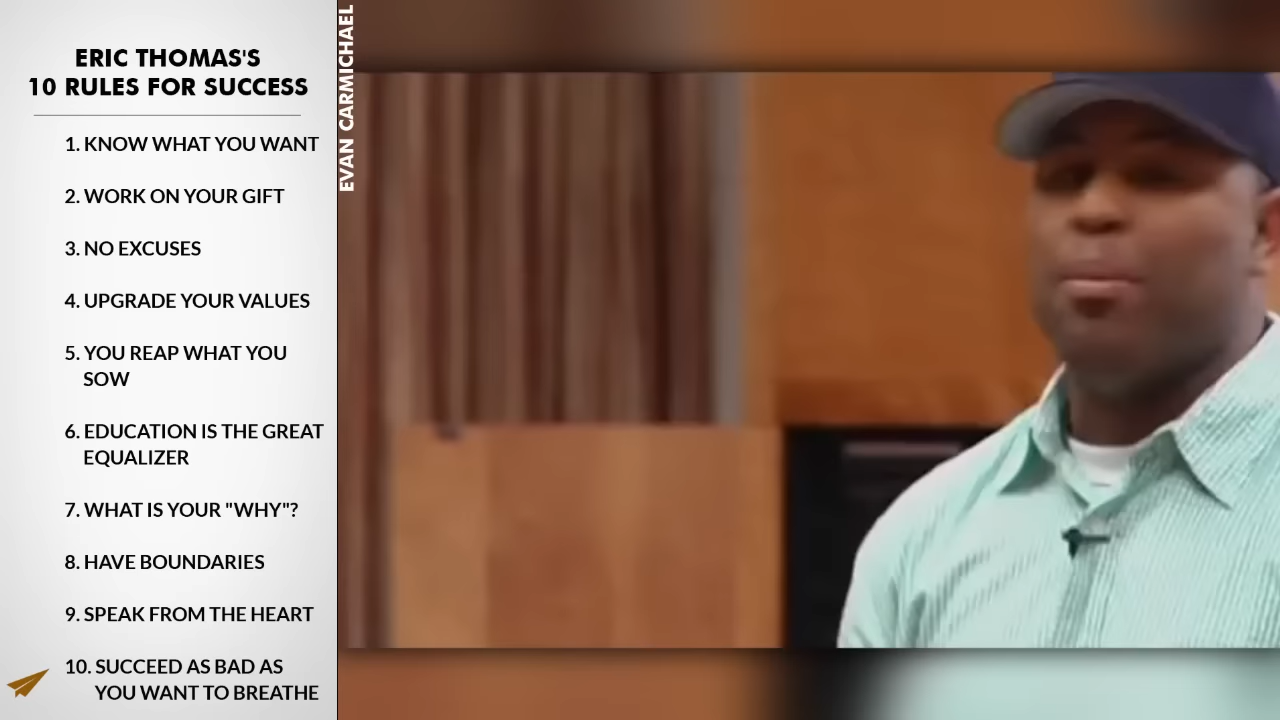 ERIC THOMAS'S
10 RULES FOR SUCCESS
1. KNOW WHAT YOU WANT
2. WORK ON YOUR GIFT
3. NO EXCUSES
4. UPGRADE YOUR VALUES
5. YOU REAP WHAT YOU
SOW
6. EDUCATION IS THE GREAT
EQUALIZER
7. WHAT IS YOUR "WHY"?
8. HAVE BOUNDARIES
9. SPEAK FROM THE HEART
10. SUCCEED AS BAD AS
YOU WANT TO BREATHE
EVAN CARMICHAEL